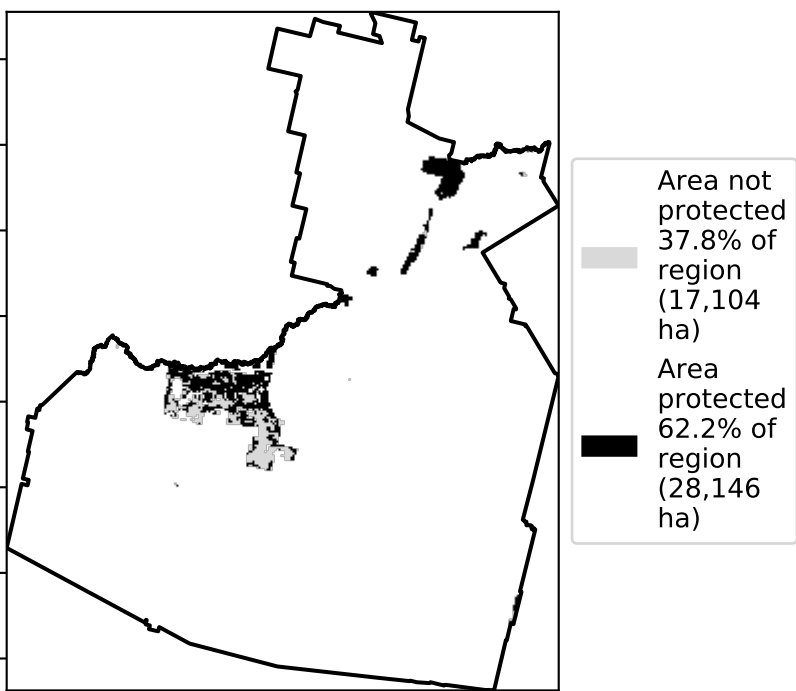 Area not
protected
37.8% of
region
(17,104
ha)
Area
protected
62.2% of
region
(28,146
ha)